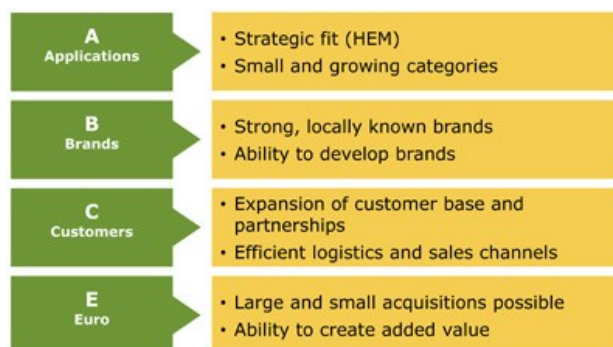 A
Applications
• Strategic fit (HEM)
• Small and growing categories
B
Brands
• Strong, locally known brands
• Ability to develop brands
C
Customers
• Expansion of customer base and
partnerships
• Efficient logistics and sales channels
E
Euro
• Large and small acquisitions possible
• Ability to create added value